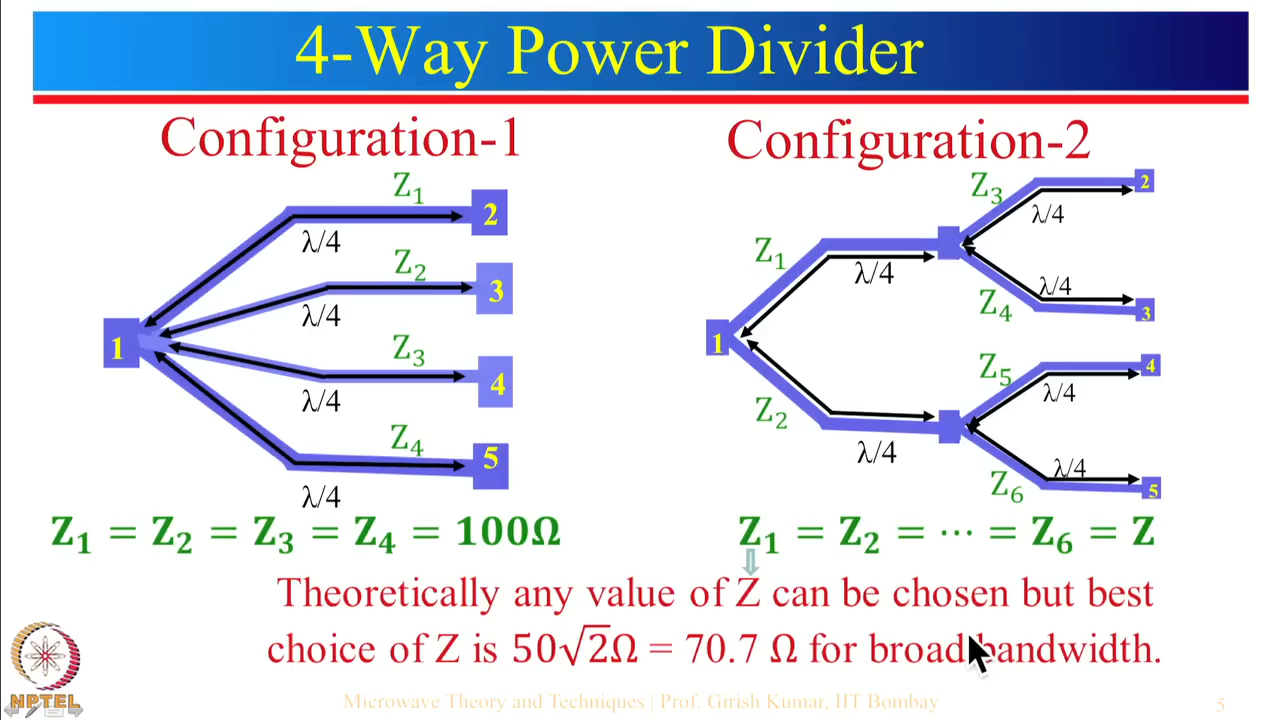 4-Way Power Divider
Configuration-1
Z₁
2
λ/4
Z₂
3
λ/4
1
Z₃
4
λ/4
Z₄
5
λ/4
Z₁ = Z₂ = Z₃ = Z₄ = 100Ω
Configuration-2
Z₃
2
λ/4
Z₁
λ/4
λ/4
Z₄
3
1
Z₅
4
λ/4
Z₂
λ/4
λ/4
Z₆
5
Z₁ = Z₂ = ⋯ = Z₆ = Z
Theoretically any value of Z can be chosen but best
choice of Z is 50√2Ω = 70.7 Ω for broad bandwidth.
NPTEL
Microwave Theory and Techniques | Prof. Girish Kumar, IIT Bombay
5